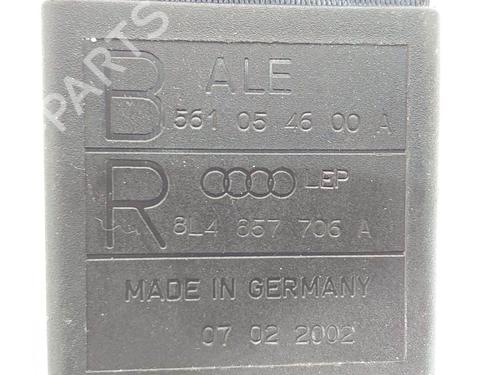 B ALE
561 05 46 00 A
R LEP
8L4 857 706 A
MADE IN GERMANY
07 02 2002
B PARTS